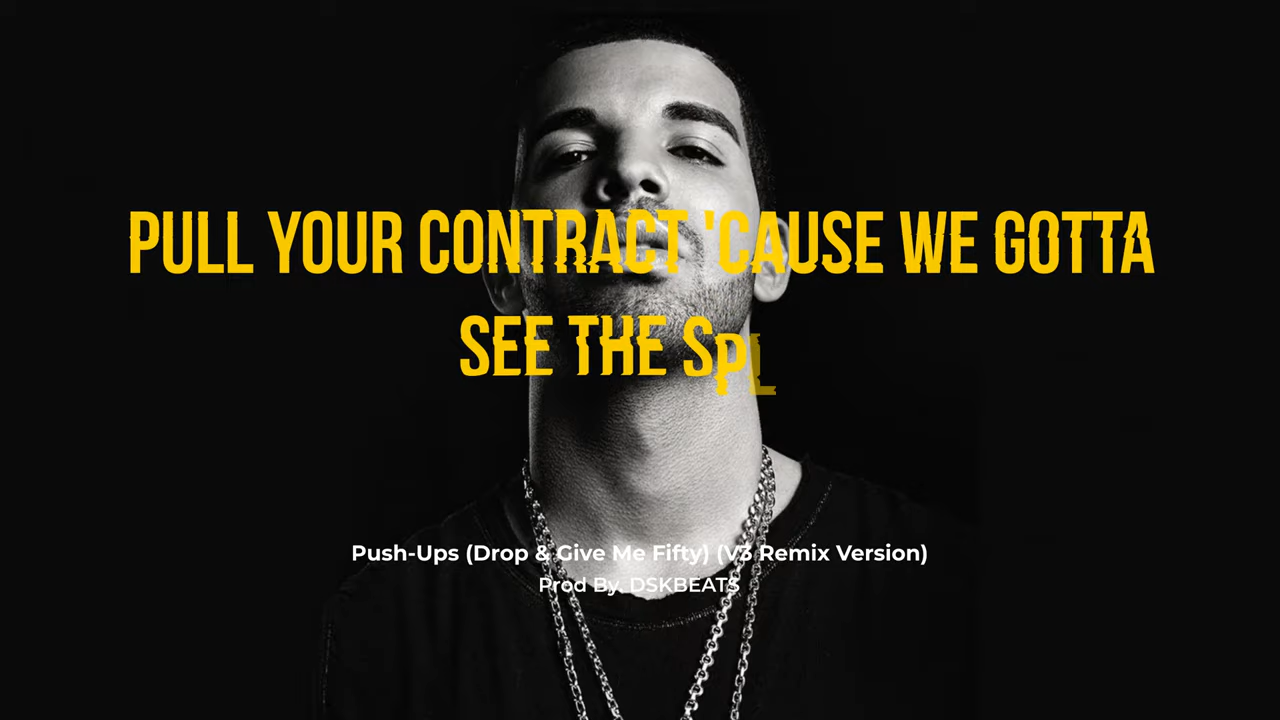 PULL YOUR CONTRACT 'CAUSE WE GOTTA
SEE THE SPL
Push-Ups (Drop & Give Me Fifty) (V3 Remix Version)
Prod By. DSKBEATS